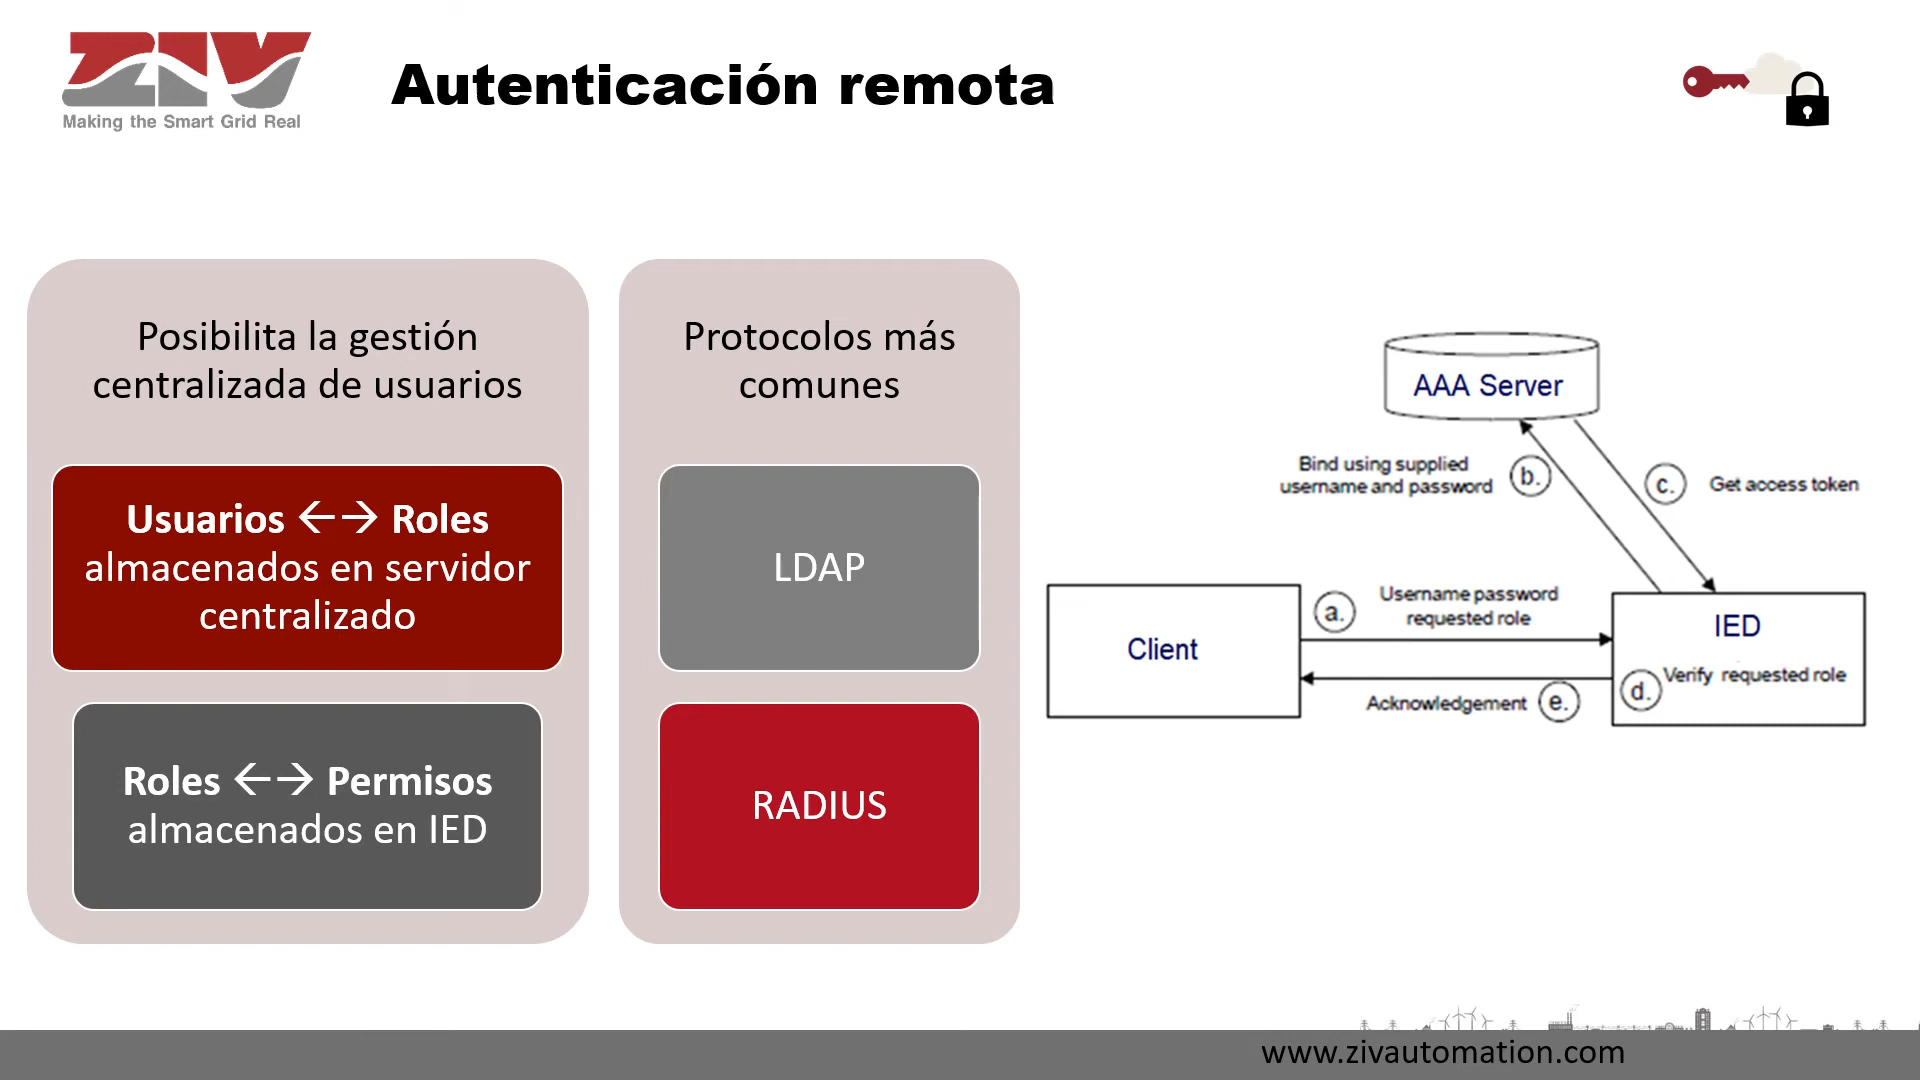 ZIV
Making the Smart Grid Real
Autenticación remota
Posibilita la gestión
centralizada de usuarios
Usuarios ←→ Roles
almacenados en servidor
centralizado
Roles ←→ Permisos
almacenados en IED
Protocolos más
comunes
LDAP
RADIUS
AAA Server
Bind using supplied
username and password
b.
c.
Get access token
Client
a.
Username password
requested role
IED
Verify requested role
d.
Acknowledgement
e.
www.zivautomation.com